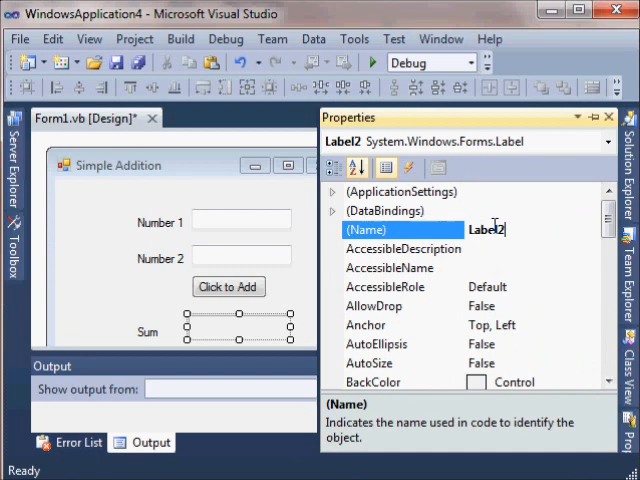 WindowsApplication4 - Microsoft Visual Studio
File Edit View Project Build Debug Team Data Tools Test Window Help
Debug
Form1.vb [Design]*
Properties
Label2 System.Windows.Forms.Label
Server Explorer
Toolbox
Simple Addition
Number 1
Number 2
Click to Add
Sum
(ApplicationSettings)
(DataBindings)
(Name) Label2
AccessibleDescription
AccessibleName
AccessibleRole Default
AllowDrop False
Anchor Top, Left
AutoEllipsis False
AutoSize False
BackColor Control
(Name)
Indicates the name used in code to identify the
object.
Solution Explorer
Team Explorer
Class View
Prop
Output
Show output from:
Error List Output
Ready